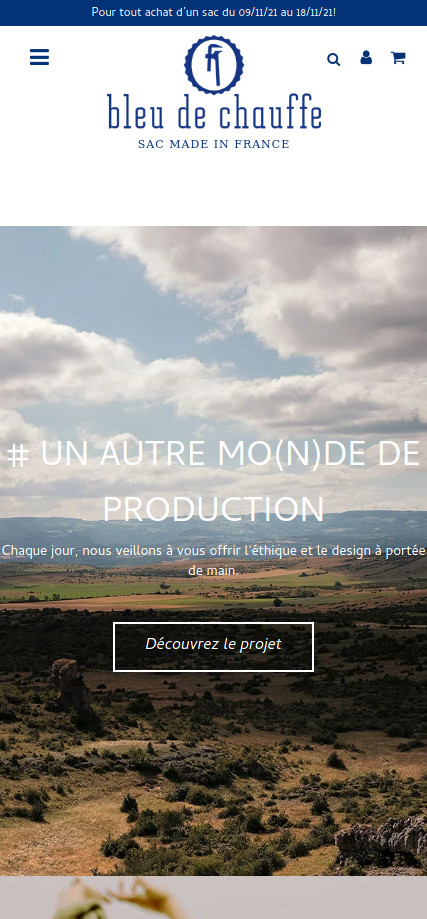 Pour tout achat d'un sac du 09/11/21 au 18/11/21!
bleu de chauffe
SAC MADE IN FRANCE
# UN AUTRE MO(N)DE DE
PRODUCTION
Chaque jour, nous veillons à vous offrir l'éthique et le design à portée
de main.
Découvrez le projet